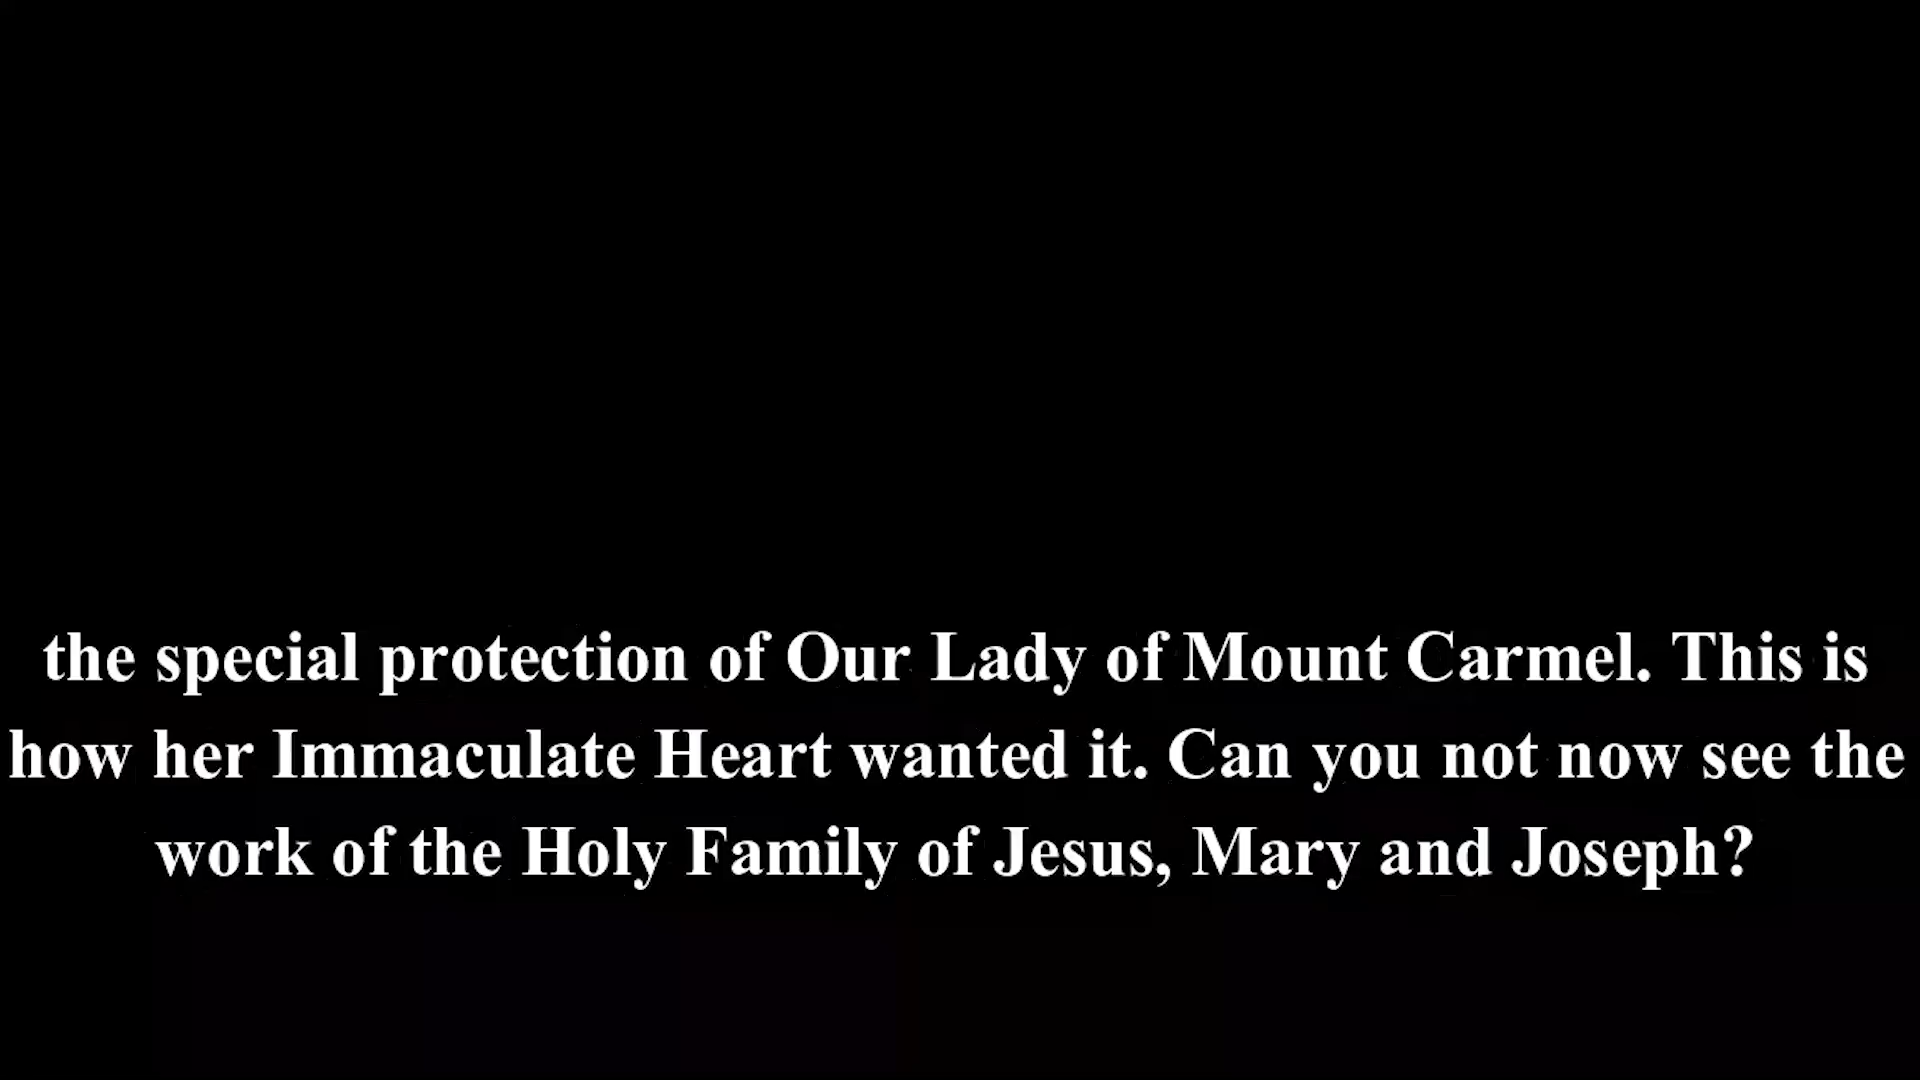 the special protection of Our Lady of Mount Carmel. This is
how her Immaculate Heart wanted it. Can you not now see the
work of the Holy Family of Jesus, Mary and Joseph?